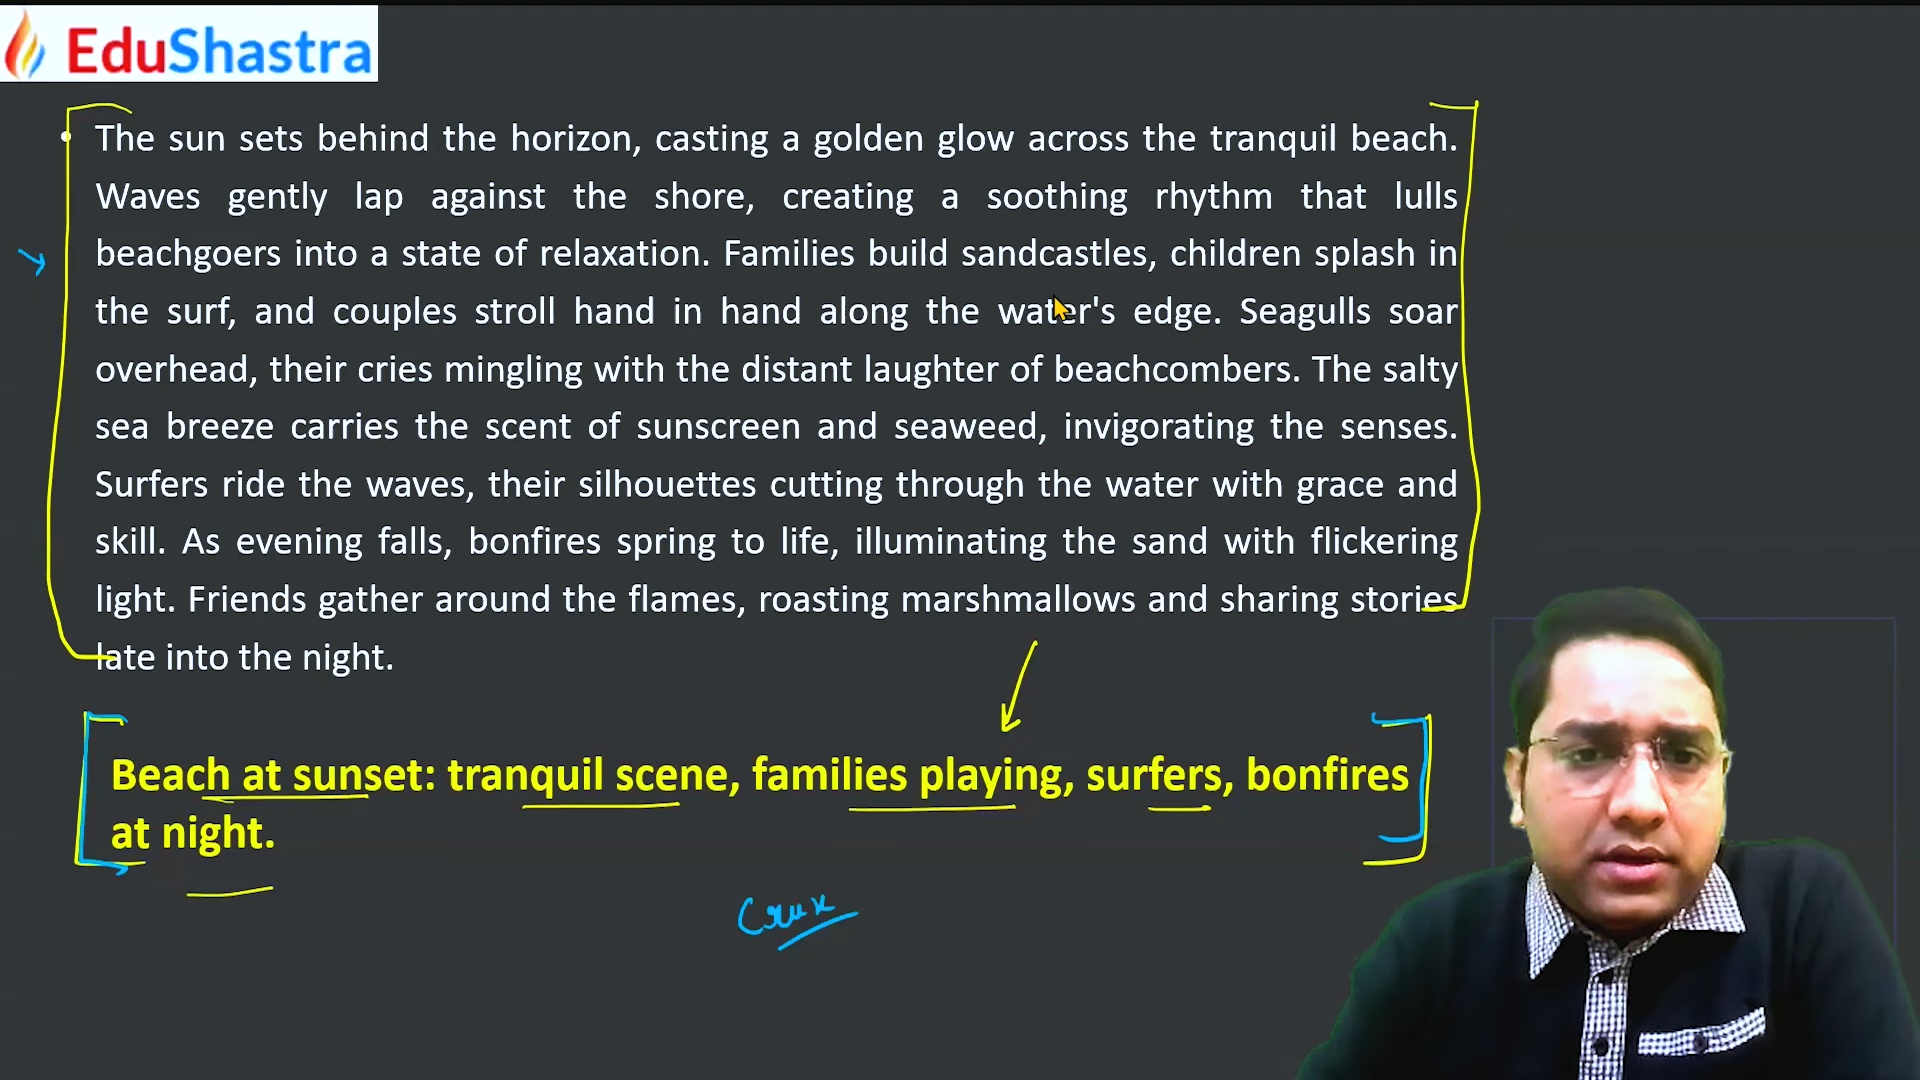 EduShastra
• The sun sets behind the horizon, casting a golden glow across the tranquil beach.
Waves gently lap against the shore, creating a soothing rhythm that lulls
beachgoers into a state of relaxation. Families build sandcastles, children splash in
the surf, and couples stroll hand in hand along the water's edge. Seagulls soar
overhead, their cries mingling with the distant laughter of beachcombers. The salty
sea breeze carries the scent of sunscreen and seaweed, invigorating the senses.
Surfers ride the waves, their silhouettes cutting through the water with grace and
skill. As evening falls, bonfires spring to life, illuminating the sand with flickering
light. Friends gather around the flames, roasting marshmallows and sharing stories
late into the night.
Beach at sunset: tranquil scene, families playing, surfers, bonfires
at night.
Crux